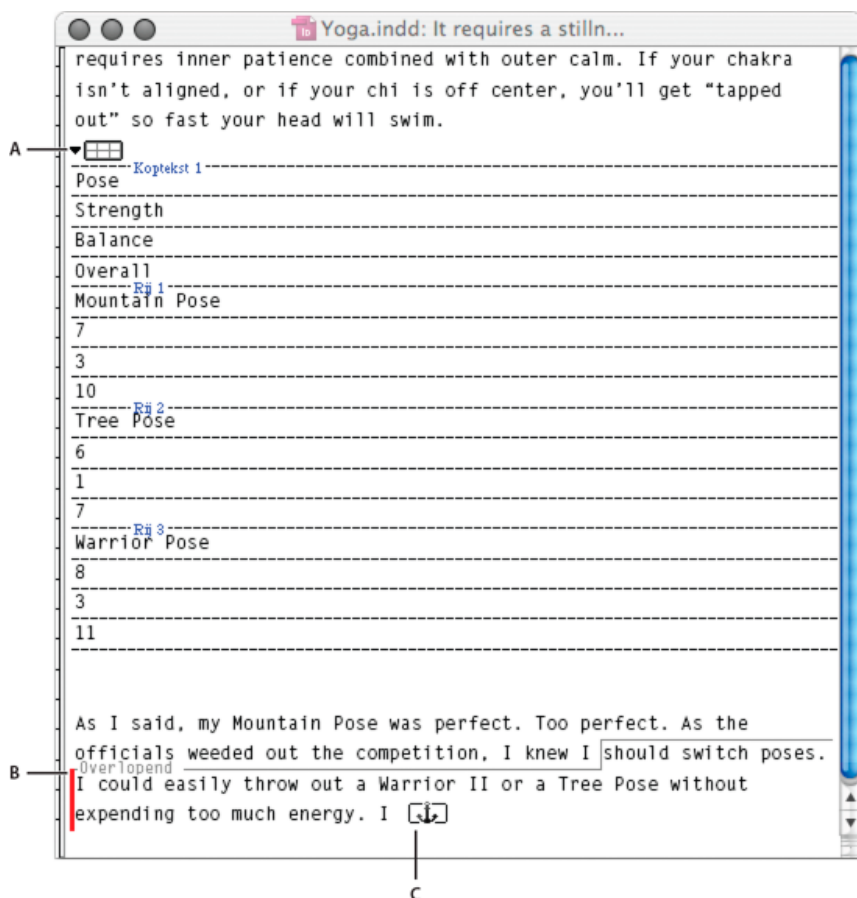 Yoga.indd: It requires a stilln...
requires inner patience combined with outer calm. If your chakra
isn't aligned, or if your chi is off center, you'll get “tapped
out” so fast your head will swim.
A
Koptekst 1
Pose
Strength
Balance
Overall
Rij 1
Mountain Pose
7
3
10
Rij 2
Tree Pose
6
1
7
Rij 3
Warrior Pose
8
3
11
As I said, my Mountain Pose was perfect. Too perfect. As the
officials weeded out the competition, I knew I should switch poses.
B
Overlopend
I could easily throw out a Warrior II or a Tree Pose without
expending too much energy. I
C